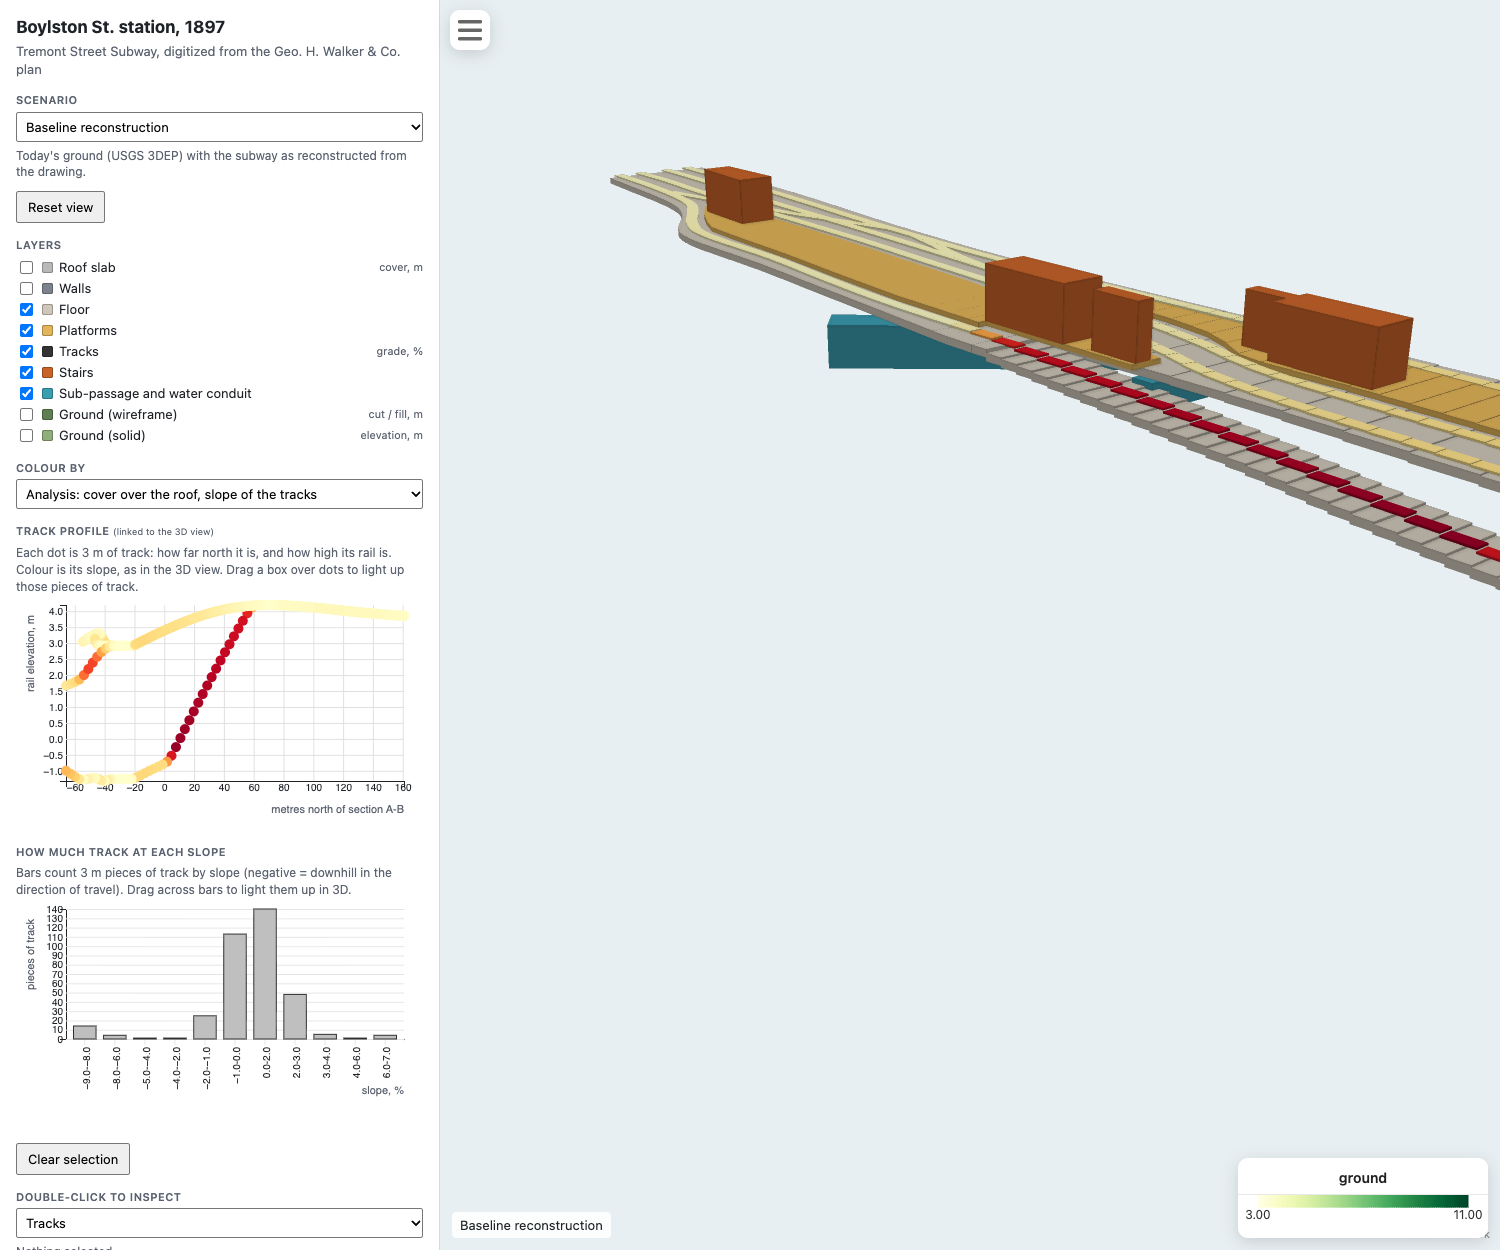 Boylston St. station, 1897
Tremont Street Subway, digitized from the Geo. H. Walker & Co.
plan
SCENARIO
Baseline reconstruction
Today's ground (USGS 3DEP) with the subway as reconstructed from
the drawing.
Reset view
LAYERS
Roof slab cover, m
Walls
Floor
Platforms
Tracks grade, %
Stairs
Sub-passage and water conduit
Ground (wireframe) cut / fill, m
Ground (solid) elevation, m
COLOUR BY
Analysis: cover over the roof, slope of the tracks
TRACK PROFILE (linked to the 3D view)
Each dot is 3 m of track: how far north it is, and how high its rail is.
Colour is its slope, as in the 3D view. Drag a box over dots to light up
those pieces of track.
rail elevation, m
4.0
3.5
3.0
2.5
2.0
1.5
1.0
0.5
0.0
−0.5
−1.0
−60 −40 −20 0 20 40 60 80 100 120 140 160
metres north of section A-B
HOW MUCH TRACK AT EACH SLOPE
Bars count 3 m pieces of track by slope (negative = downhill in the
direction of travel). Drag across bars to light them up in 3D.
pieces of track
140
130
120
110
100
90
80
70
60
50
40
30
20
10
0
−9.0-−8.0 −8.0-−6.0 −5.0-−4.0 −4.0-−2.0 −2.0-−1.0 −1.0-0.0 0.0-2.0 2.0-3.0 3.0-4.0 4.0-6.0 6.0-7.0
slope, %
Clear selection
DOUBLE-CLICK TO INSPECT
Tracks
Nothing selected
Baseline reconstruction
ground
3.00 11.00